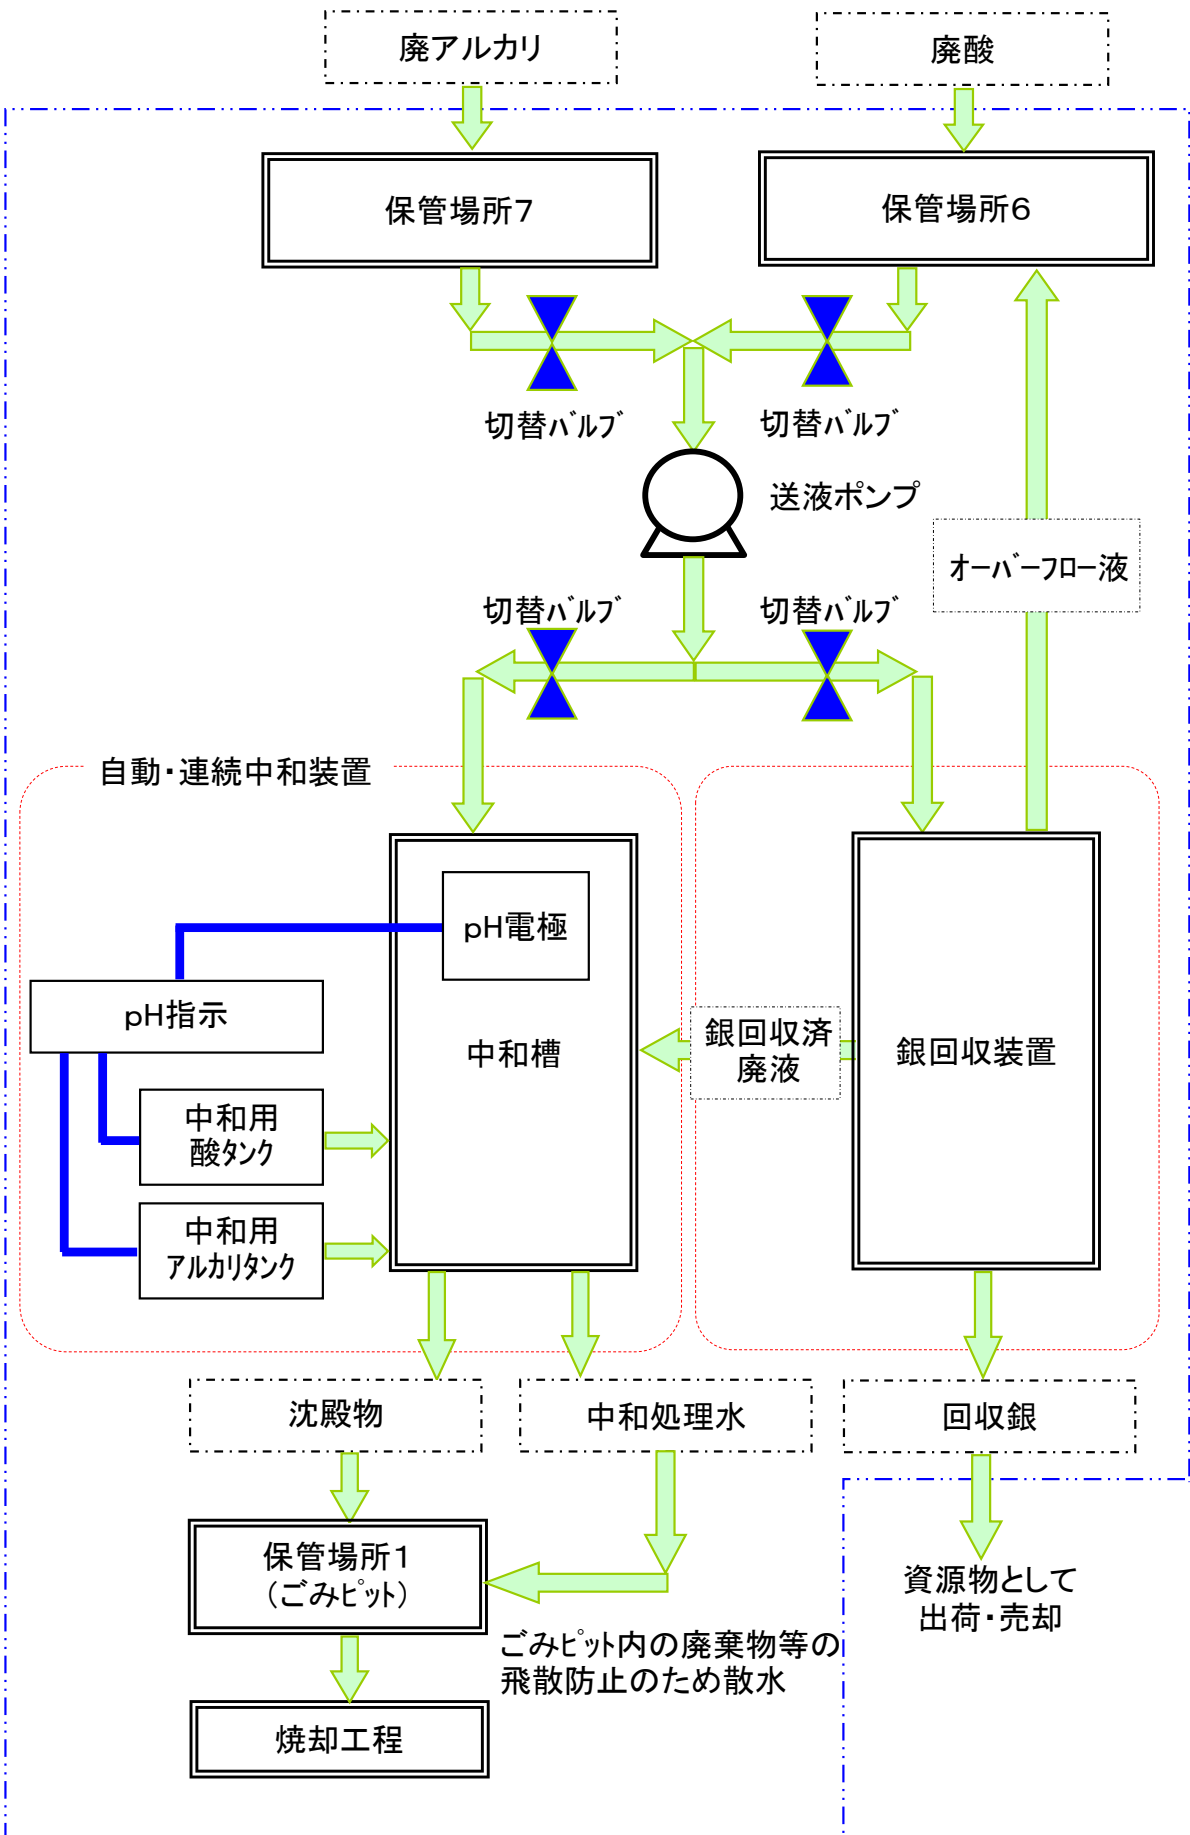 廃アルカリ
廃酸
保管場所7
保管場所6
切替バルブ
切替バルブ
送液ポンプ
オーバーフロー液
切替バルブ
切替バルブ
自動・連続中和装置
pH電極
pH指示
中和槽
銀回収済
廃液
銀回収装置
中和用
酸タンク
中和用
アルカリタンク
沈殿物
中和処理水
回収銀
保管場所1
(ごみピット)
資源物として
出荷・売却
ごみピット内の廃棄物等の
飛散防止のため散水
焼却工程